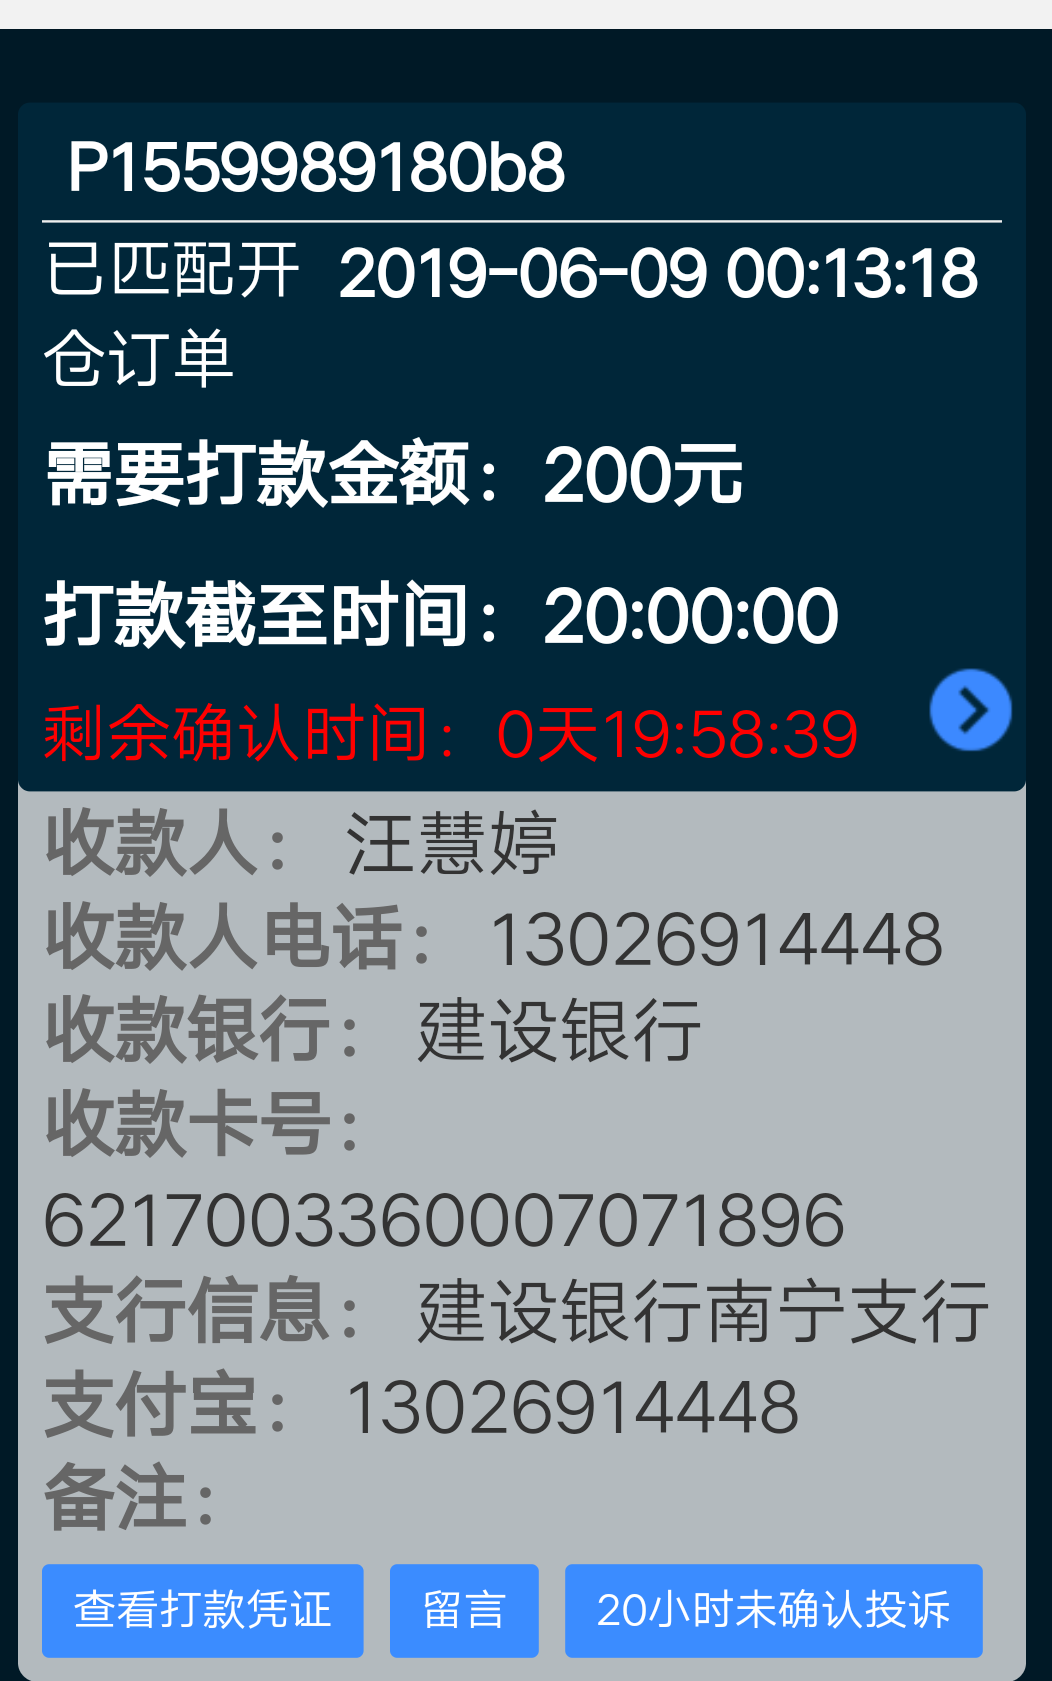 P1559989180b8
已匹配开 2019-06-09 00:13:18
仓订单
需要打款金额: 200元
打款截至时间: 20:00:00
剩余确认时间: 0天19:58:39
收款人: 汪慧婷
收款人电话: 13026914448
收款银行: 建设银行
收款卡号:
6217003360007071896
支行信息: 建设银行南宁支行
支付宝: 13026914448
备注:
查看打款凭证 留言 20小时未确认投诉